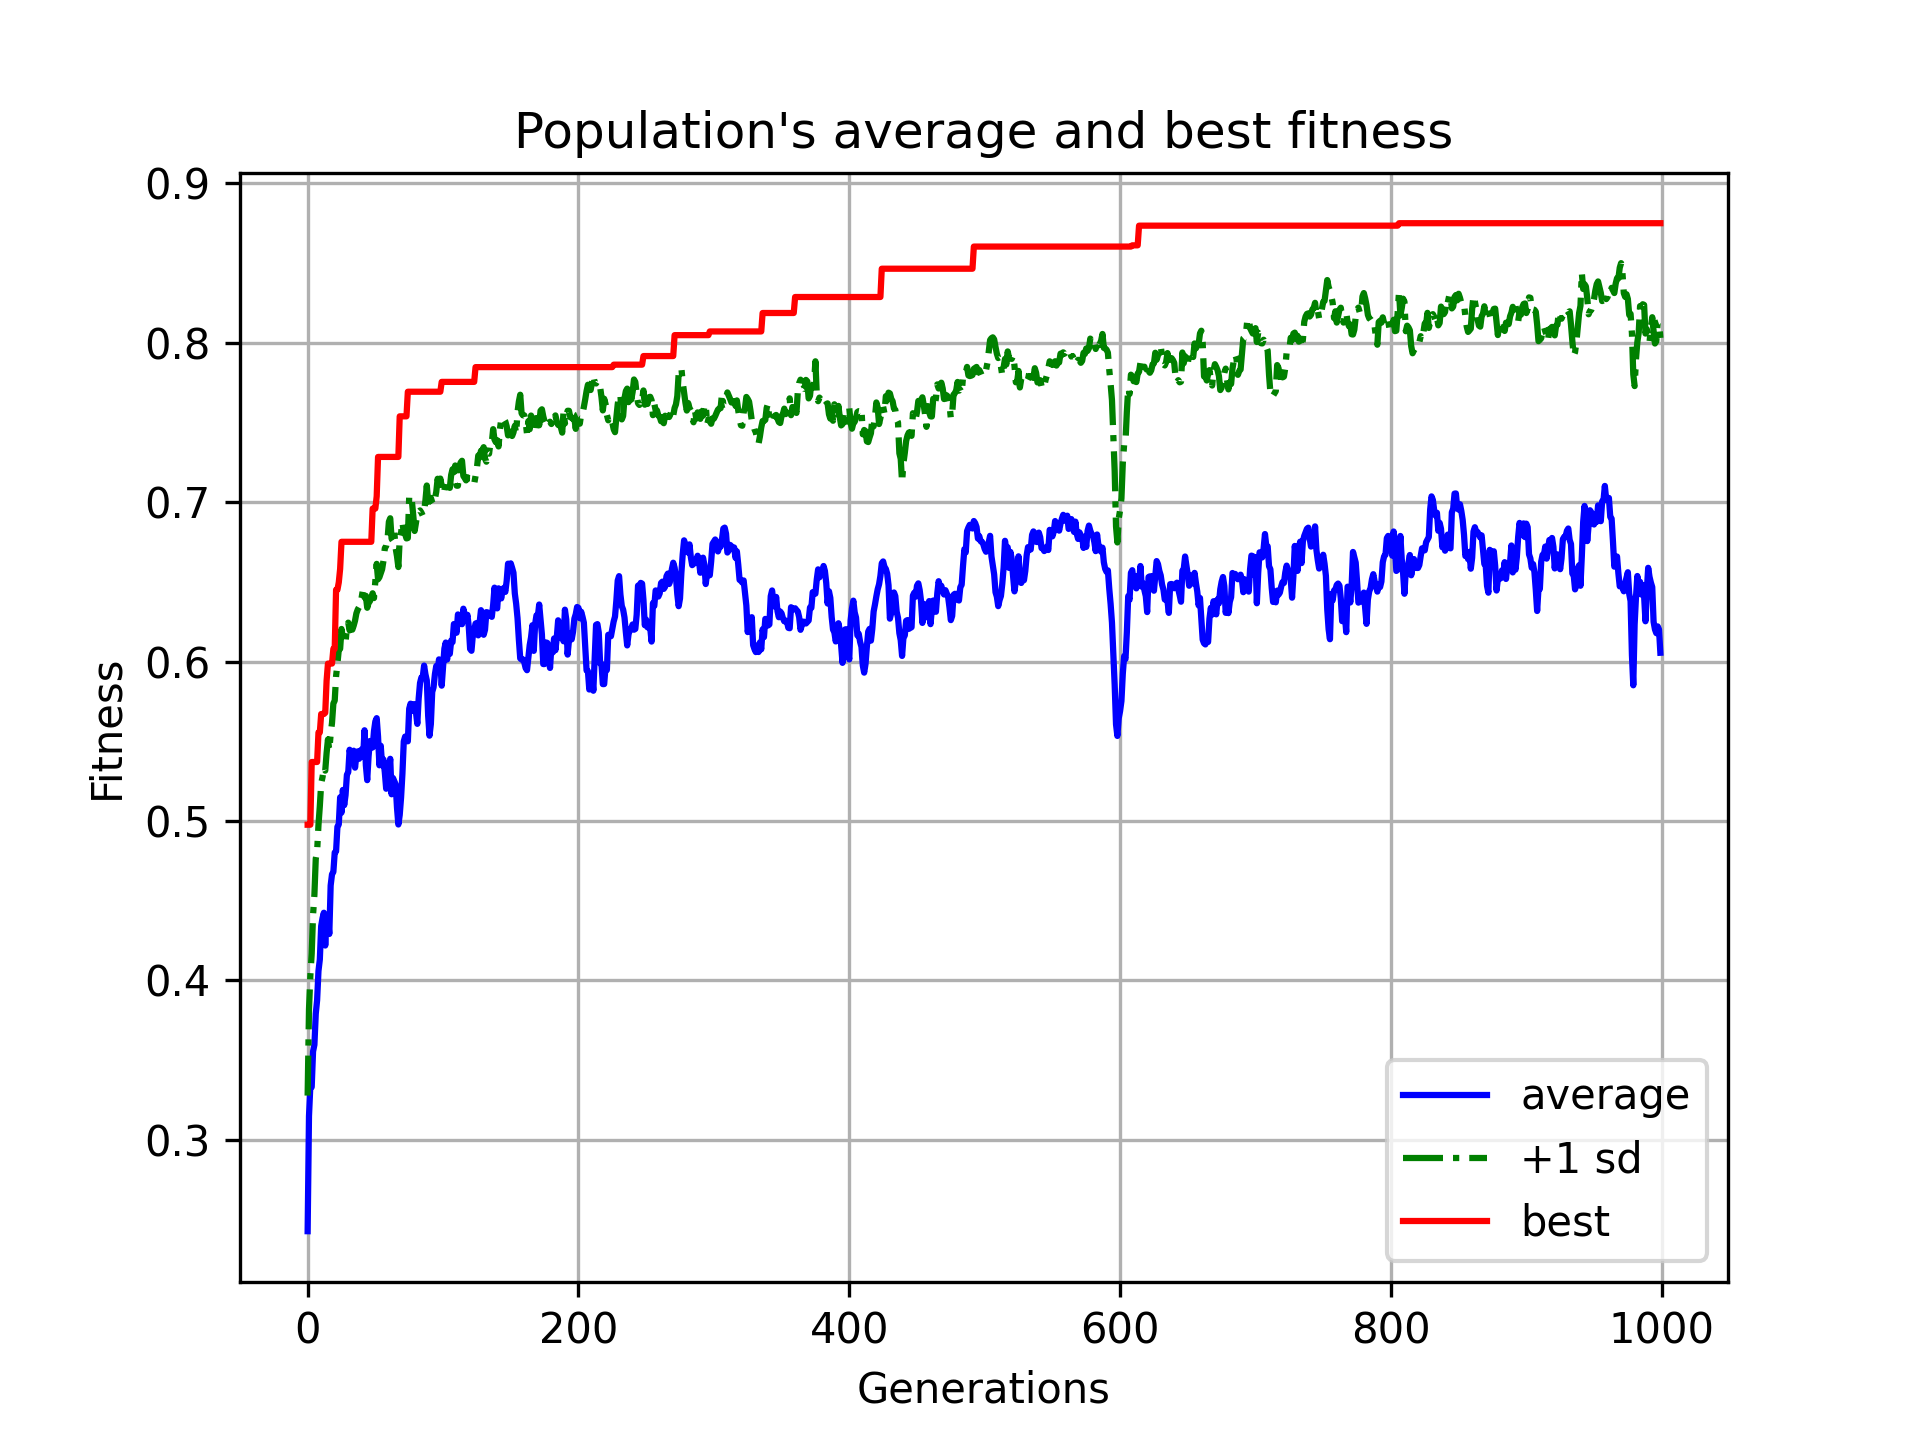 Population's average and best fitness
0.9
0.8
0.7
0.6
0.5
0.4
0.3
Fitness
average
+1 sd
best
0 200 400 600 800 1000
Generations